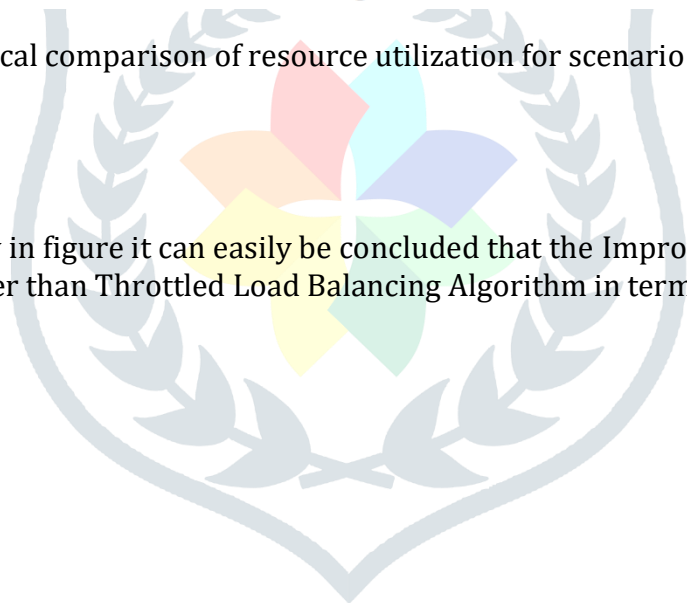 cal comparison of resource utilization for scenario
in figure it can easily be concluded that the Impro
er than Throttled Load Balancing Algorithm in term